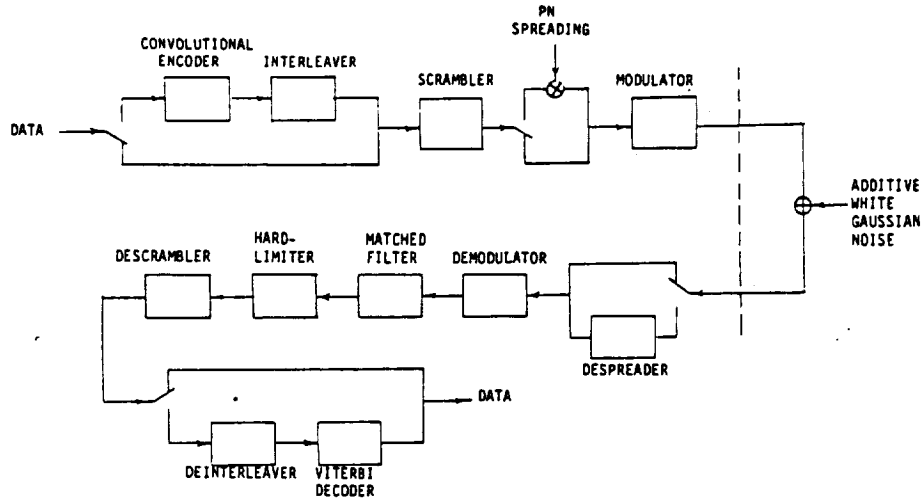 PN
SPREADING
CONVOLUTIONAL
ENCODER
INTERLEAVER
SCRAMBLER
MODULATOR
DATA
ADDITIVE
WHITE
GAUSSIAN
NOISE
DESCRAMBLER
HARD-
LIMITER
MATCHED
FILTER
DEMODULATOR
DESPREADER
DATA
DEINTERLEAVER
VITERBI
DECODER